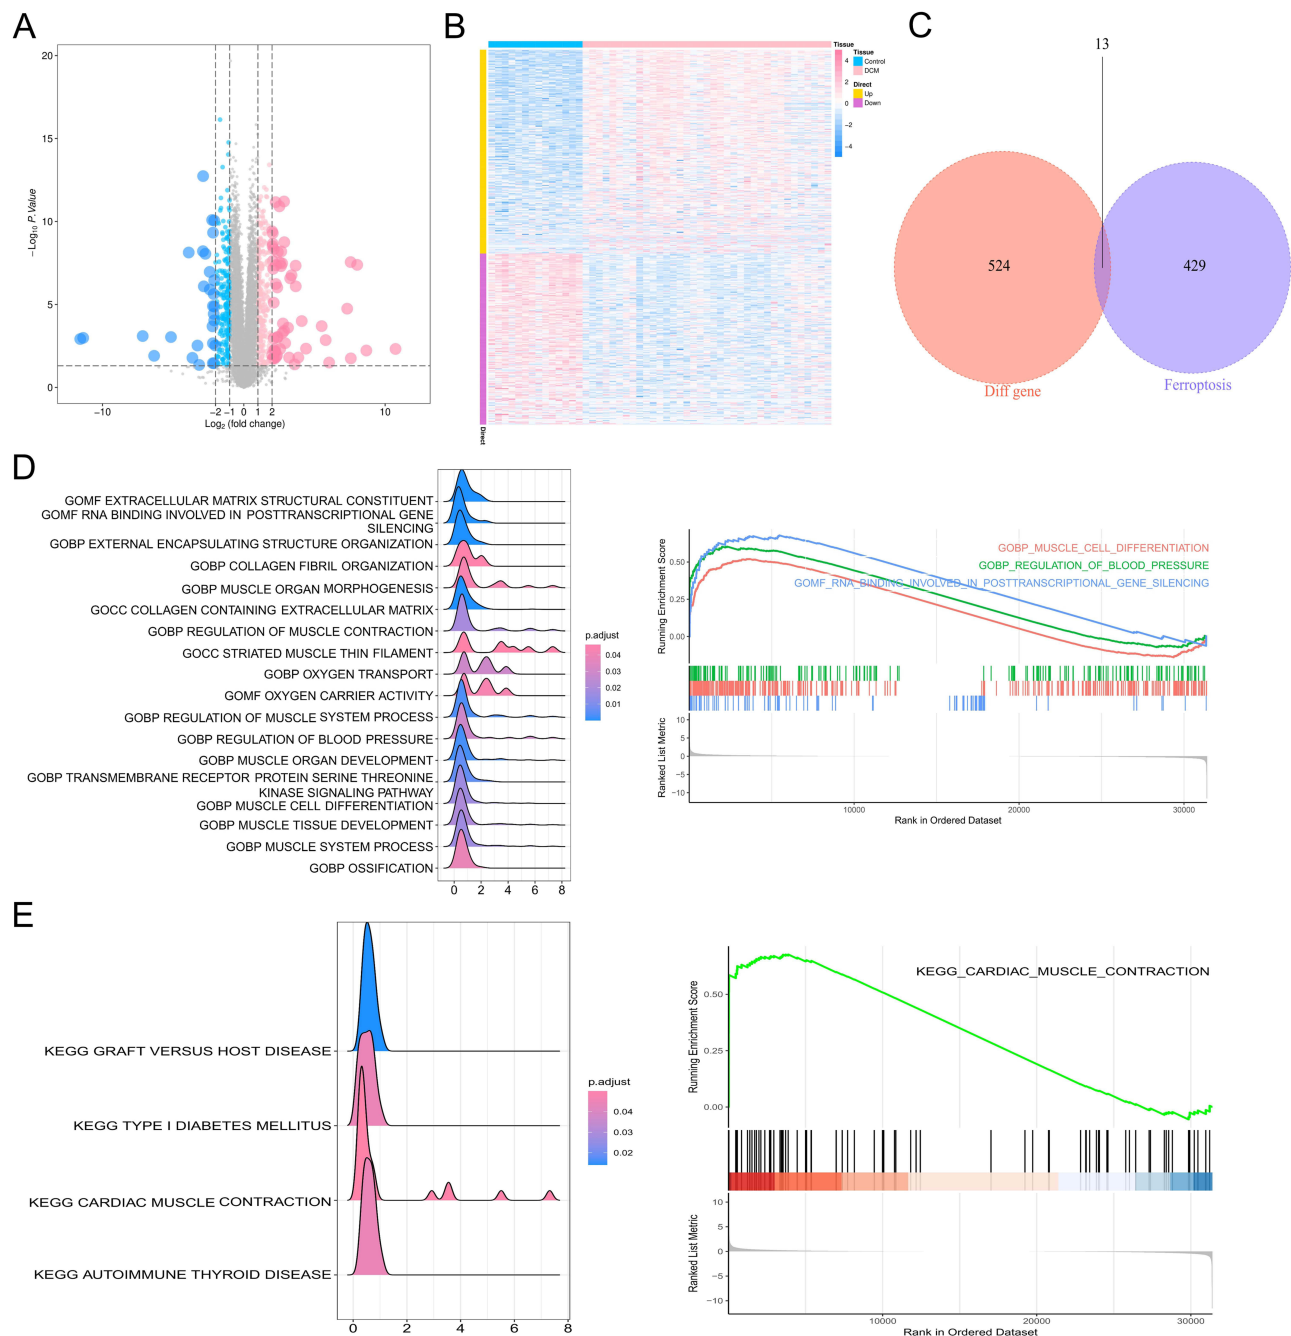 A
20
15
10
5
0
−Log10 P.Value
−10
−2
−1
0
1
2
10
Log2 (fold change)
B
Tissue
4
2
0
−2
−4
Tissue
Control
DCM
Direct
Up
Down
Direct
C
13
524
429
Diff gene
Ferroptosis
D
GOMF EXTRACELLULAR MATRIX STRUCTURAL CONSTITUENT
GOMF RNA BINDING INVOLVED IN POSTTRANSCRIPTIONAL GENE
SILENCING
GOBP EXTERNAL ENCAPSULATING STRUCTURE ORGANIZATION
GOBP COLLAGEN FIBRIL ORGANIZATION
GOBP MUSCLE ORGAN MORPHOGENESIS
GOCC COLLAGEN CONTAINING EXTRACELLULAR MATRIX
GOBP REGULATION OF MUSCLE CONTRACTION
GOCC STRIATED MUSCLE THIN FILAMENT
GOBP OXYGEN TRANSPORT
GOMF OXYGEN CARRIER ACTIVITY
GOBP REGULATION OF MUSCLE SYSTEM PROCESS
GOBP REGULATION OF BLOOD PRESSURE
GOBP MUSCLE ORGAN DEVELOPMENT
GOBP TRANSMEMBRANE RECEPTOR PROTEIN SERINE THREONINE
KINASE SIGNALING PATHWAY
GOBP MUSCLE CELL DIFFERENTIATION
GOBP MUSCLE TISSUE DEVELOPMENT
GOBP MUSCLE SYSTEM PROCESS
GOBP OSSIFICATION
0 2 4 6 8
p.adjust
0.04
0.03
0.02
0.01
Running Enrichment Score
0.50
0.25
0.00
GOBP_MUSCLE_CELL_DIFFERENTIATION
GOBP_REGULATION_OF_BLOOD_PRESSURE
GOMF_RNA_BINDING_INVOLVED_IN_POSTTRANSCRIPTIONAL_GENE_SILENCING
Ranked List Metric
10
5
0
−5
−10
10000 20000 30000
Rank in Ordered Dataset
E
KEGG GRAFT VERSUS HOST DISEASE
KEGG TYPE I DIABETES MELLITUS
KEGG CARDIAC MUSCLE CONTRACTION
KEGG AUTOIMMUNE THYROID DISEASE
0 2 4 6 8
p.adjust
0.04
0.03
0.02
Running Enrichment Score
0.50
0.25
0.00
KEGG_CARDIAC_MUSCLE_CONTRACTION
Ranked List Metric
10
5
0
−5
−10
10000 20000 30000
Rank in Ordered Dataset